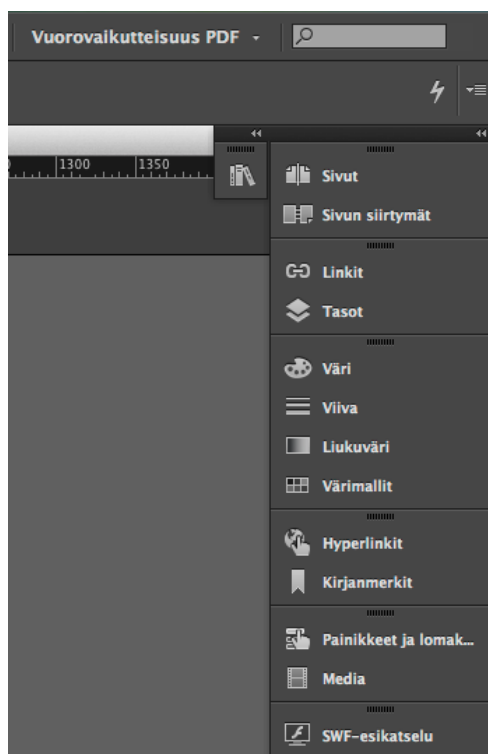 Vuorovaikutteisuus PDF
1300 1350
Sivut
Sivun siirtymät
Linkit
Tasot
Väri
Viiva
Liukuväri
Värimallit
Hyperlinkit
Kirjanmerkit
Painikkeet ja lomak...
Media
SWF-esikatselu